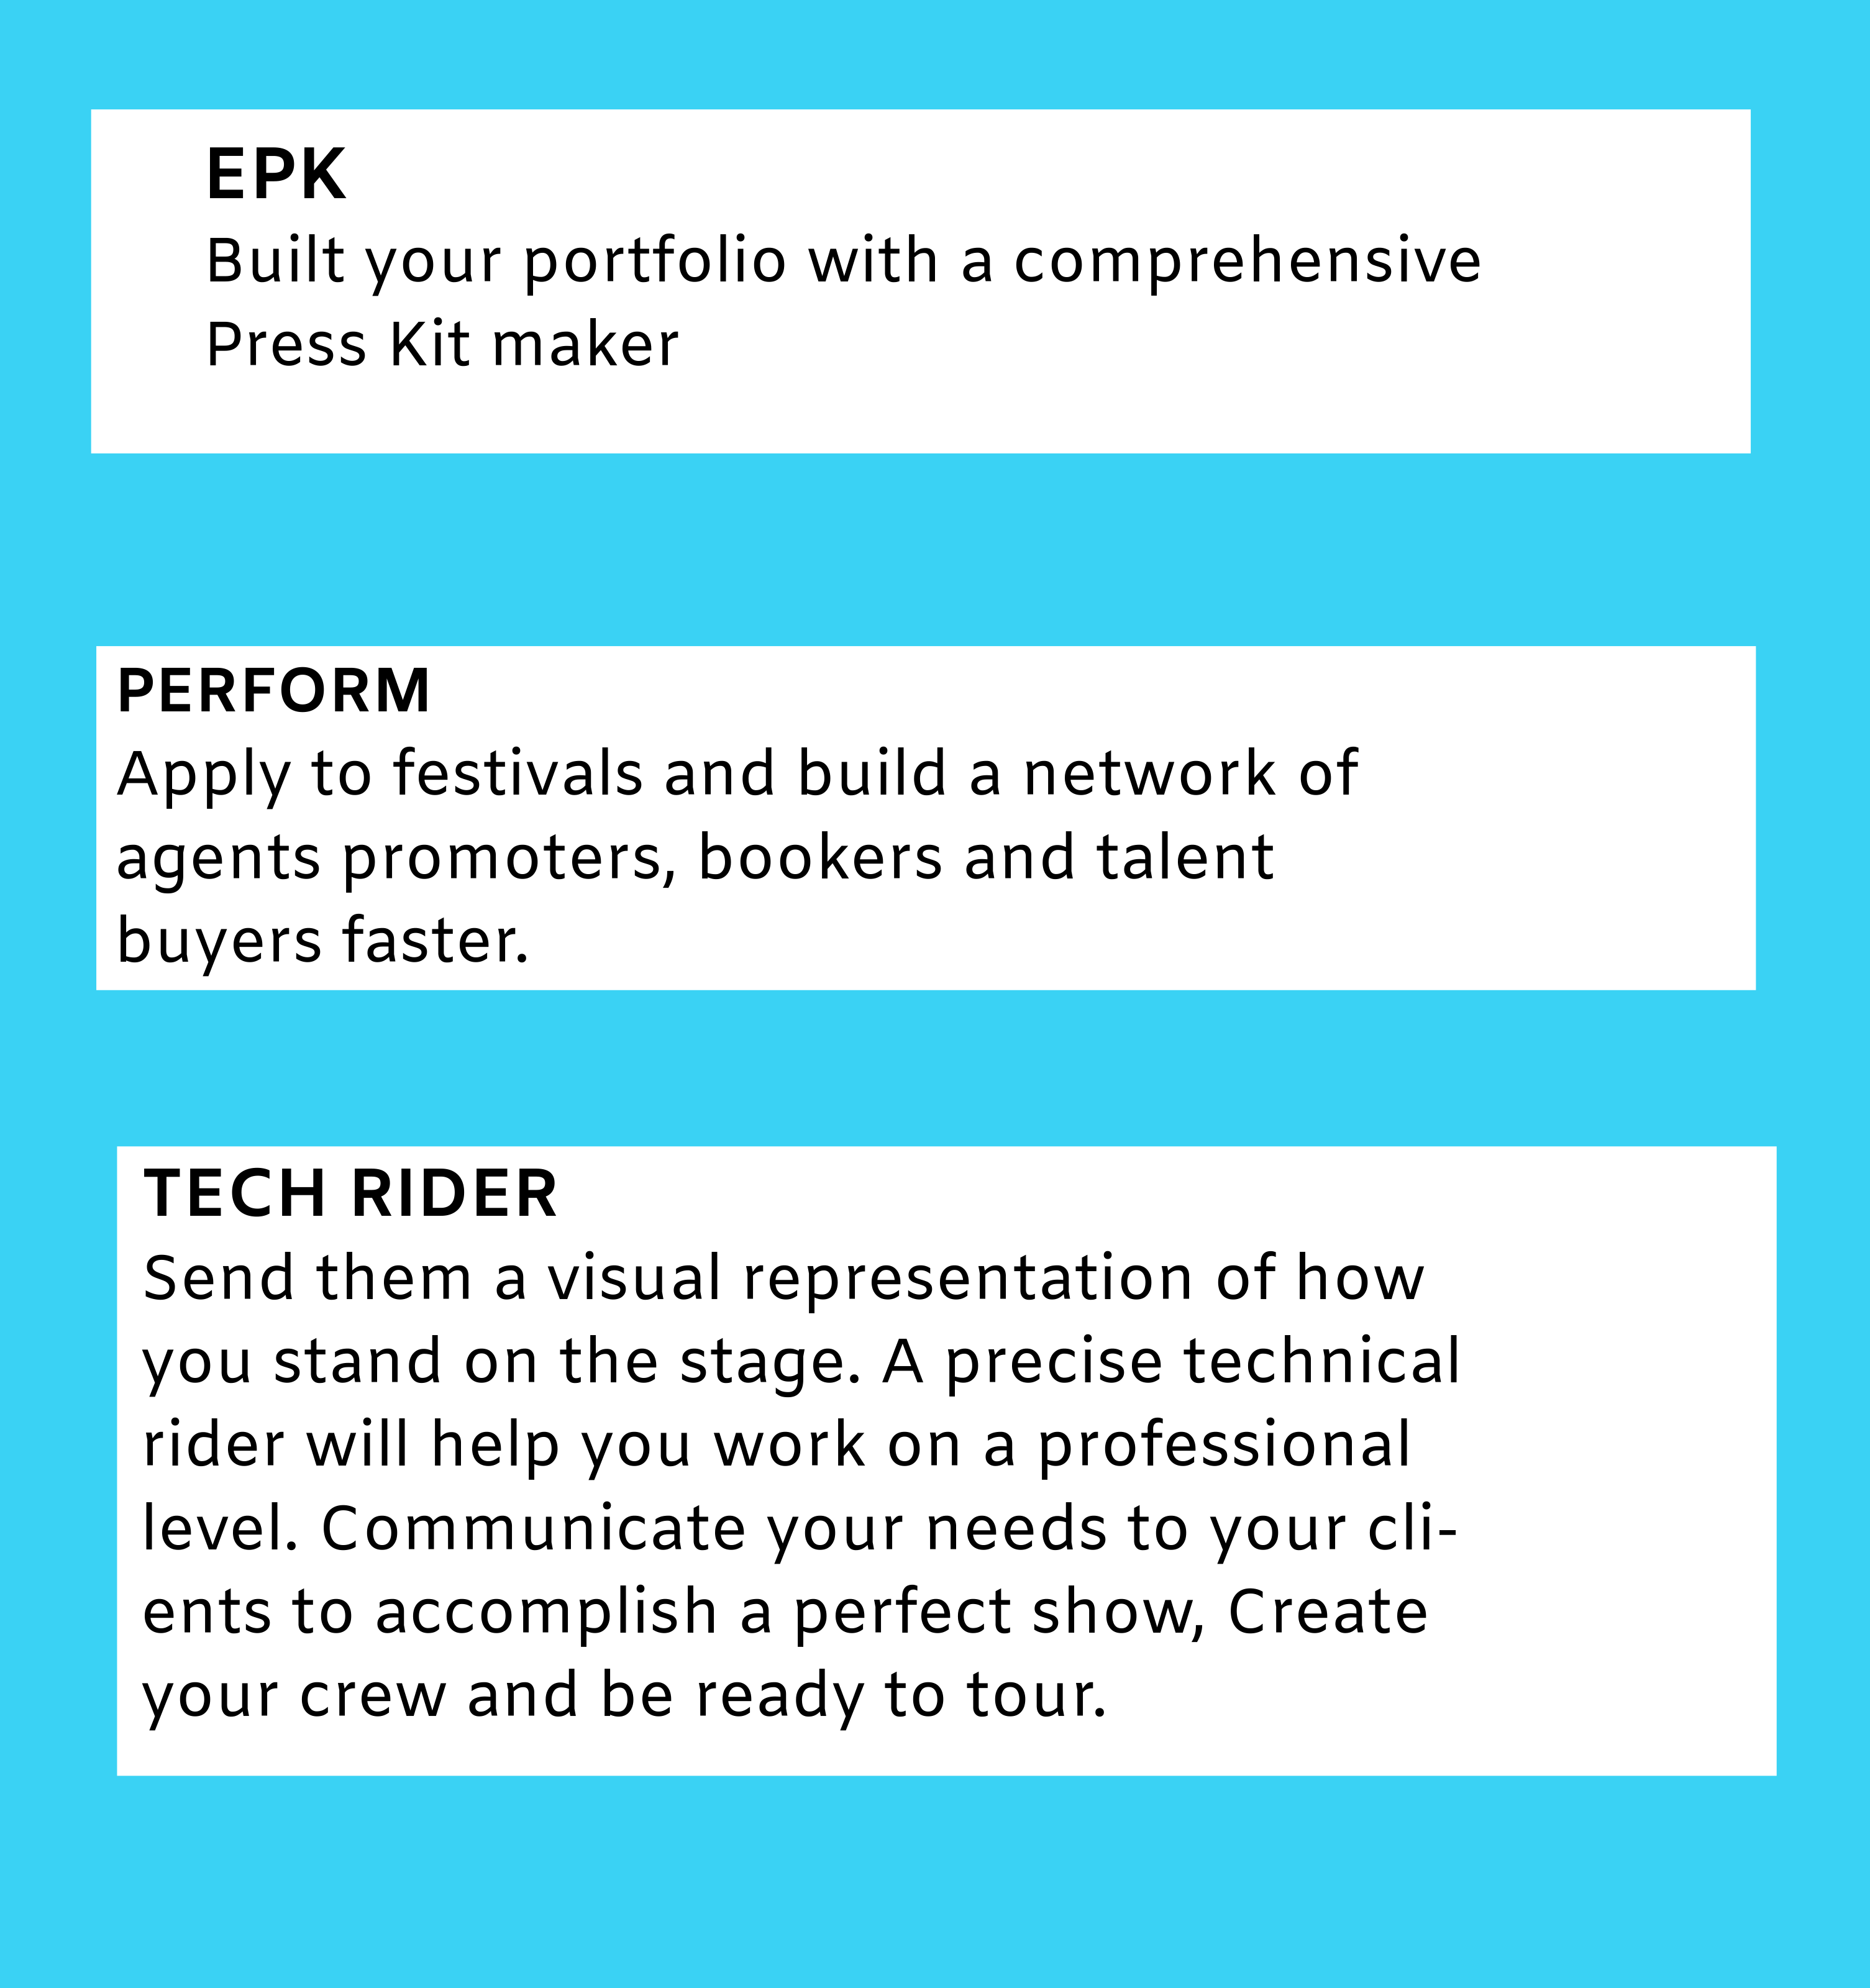 EPK
Built your portfolio with a comprehensive
Press Kit maker
PERFORM
Apply to festivals and build a network of
agents promoters, bookers and talent
buyers faster.
TECH RIDER
Send them a visual representation of how
you stand on the stage. A precise technical
rider will help you work on a professional
level. Communicate your needs to your cli-
ents to accomplish a perfect show, Create
your crew and be ready to tour.